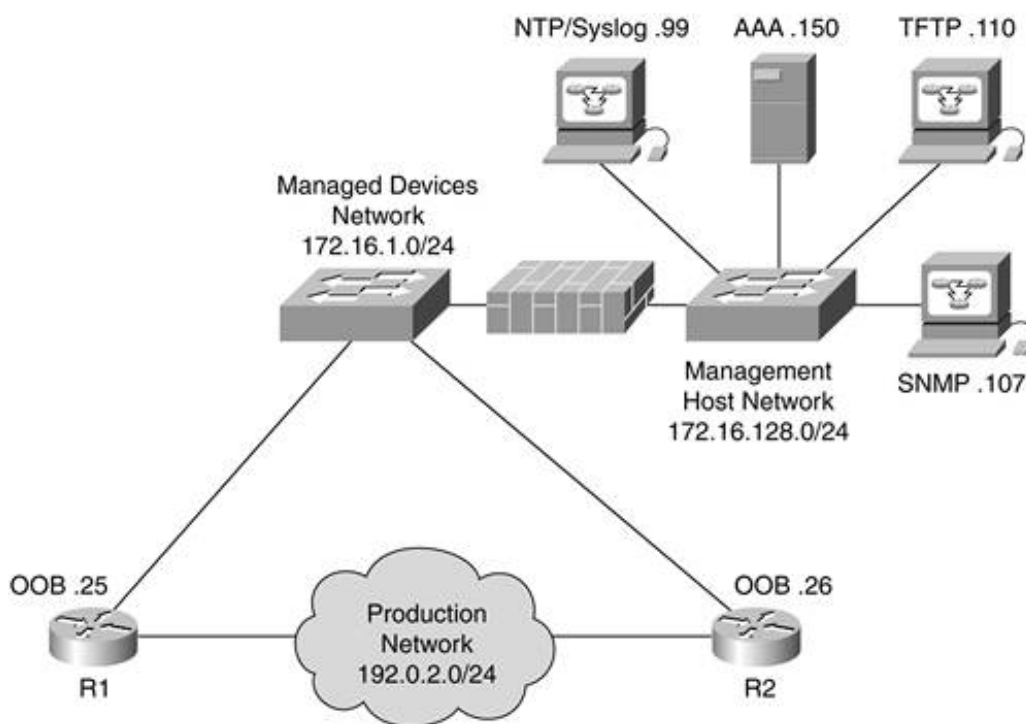 NTP/Syslog .99
AAA .150
TFTP .110
Managed Devices
Network
172.16.1.0/24
SNMP .107
Management
Host Network
172.16.128.0/24
OOB .25
OOB .26
Production
Network
192.0.2.0/24
R1
R2